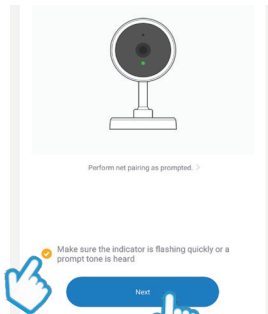 Perform net pairing as prompted. >
Make sure the indicator is flashing quickly or a
prompt tone is heard
Next